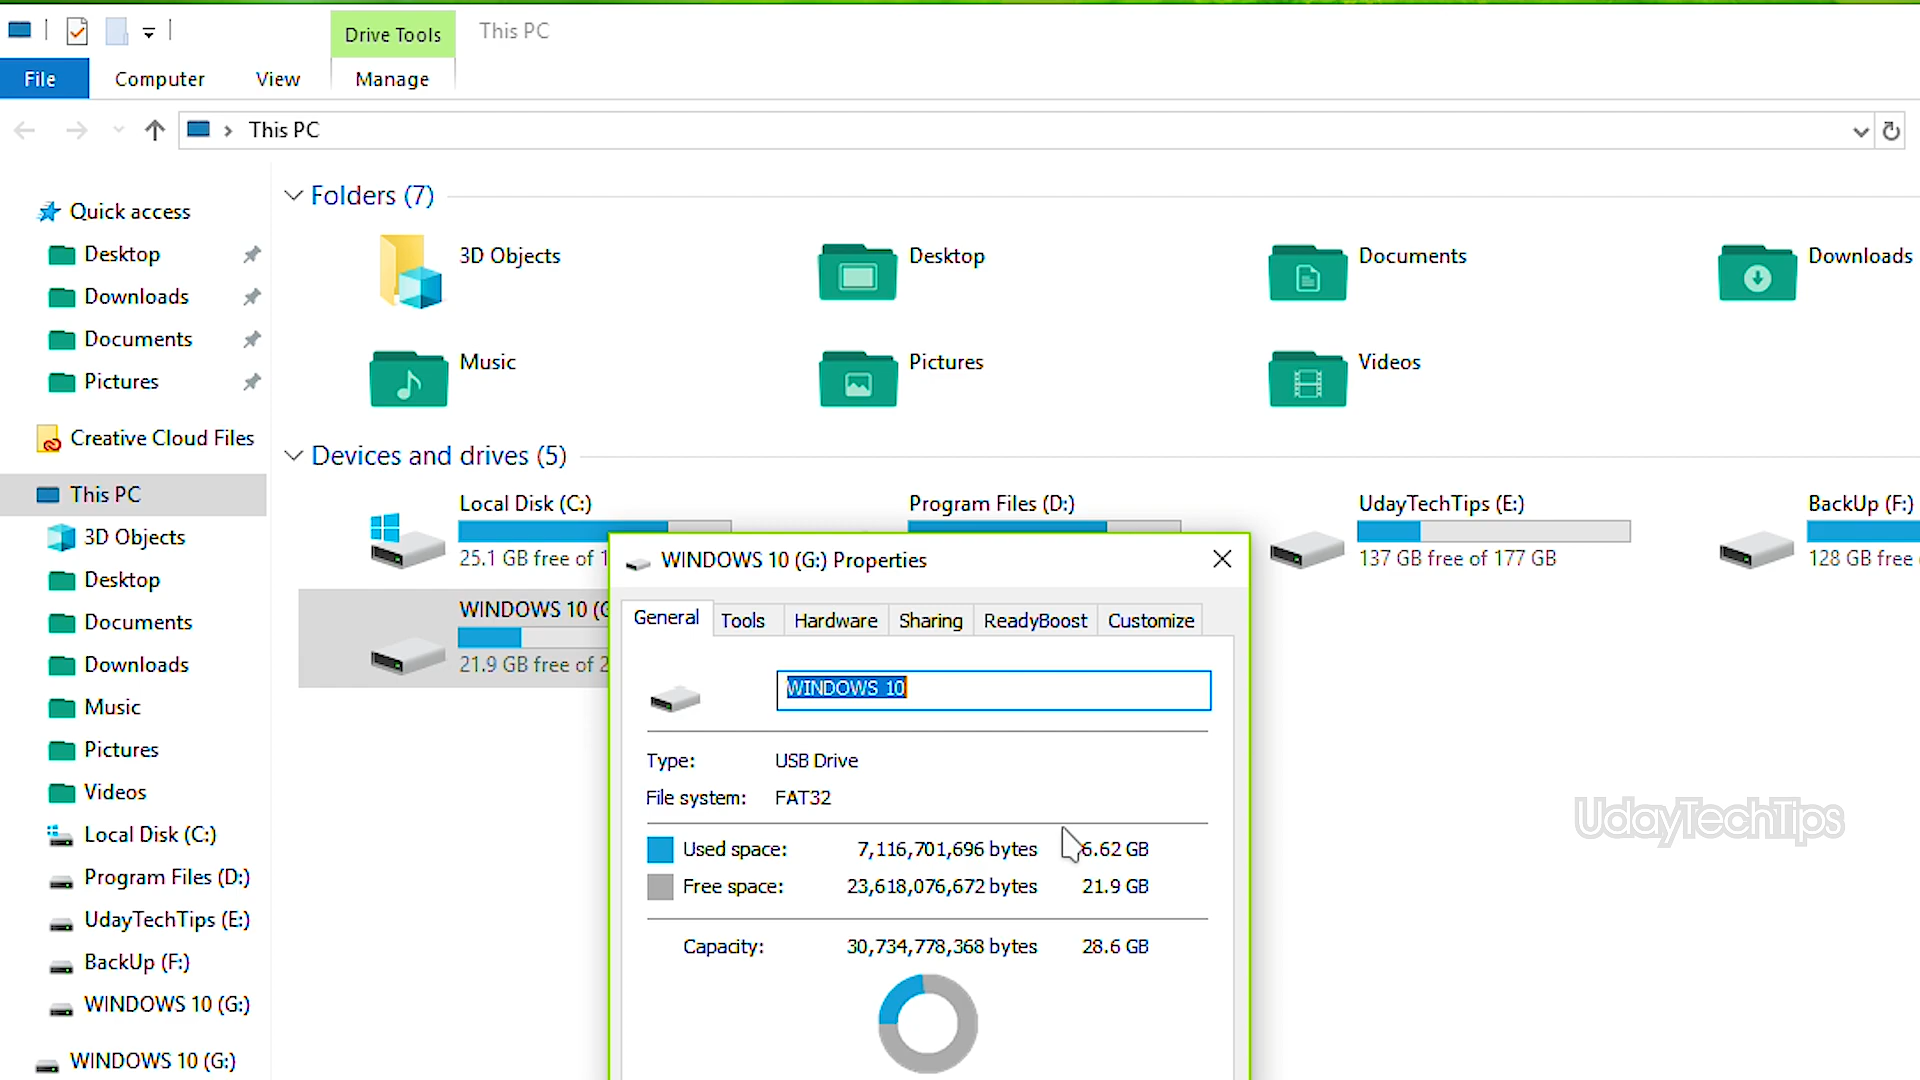 Drive Tools
This PC
File
Computer
View
Manage
This PC
Quick access
Desktop
Downloads
Documents
Pictures
Creative Cloud Files
This PC
3D Objects
Desktop
Documents
Downloads
Music
Pictures
Videos
Local Disk (C:)
Program Files (D:)
UdayTechTips (E:)
BackUp (F:)
WINDOWS 10 (G:)
WINDOWS 10 (G:)
Folders (7)
3D Objects
Desktop
Documents
Downloads
Music
Pictures
Videos
Devices and drives (5)
Local Disk (C:)
25.1 GB free of 1
Program Files (D:)
UdayTechTips (E:)
137 GB free of 177 GB
BackUp (F:)
128 GB free
WINDOWS 10 (G
21.9 GB free of 2
WINDOWS 10 (G:) Properties
General
Tools
Hardware
Sharing
ReadyBoost
Customize
WINDOWS 10
Type: USB Drive
File system: FAT32
Used space: 7,116,701,696 bytes 6.62 GB
Free space: 23,618,076,672 bytes 21.9 GB
Capacity: 30,734,778,368 bytes 28.6 GB
UdayTechTips